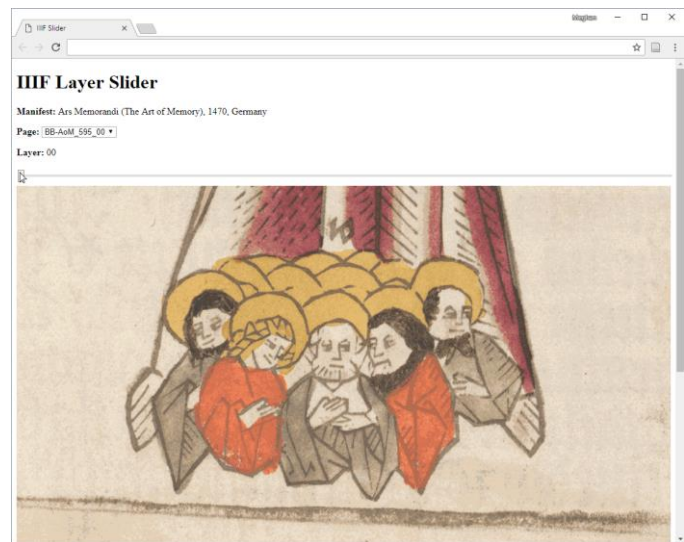 IIIF Slider
Meghan
IIIF Layer Slider
Manifest: Ars Memorandi (The Art of Memory), 1470, Germany
Page: BB-AoM_595_00
Layer: 00
10